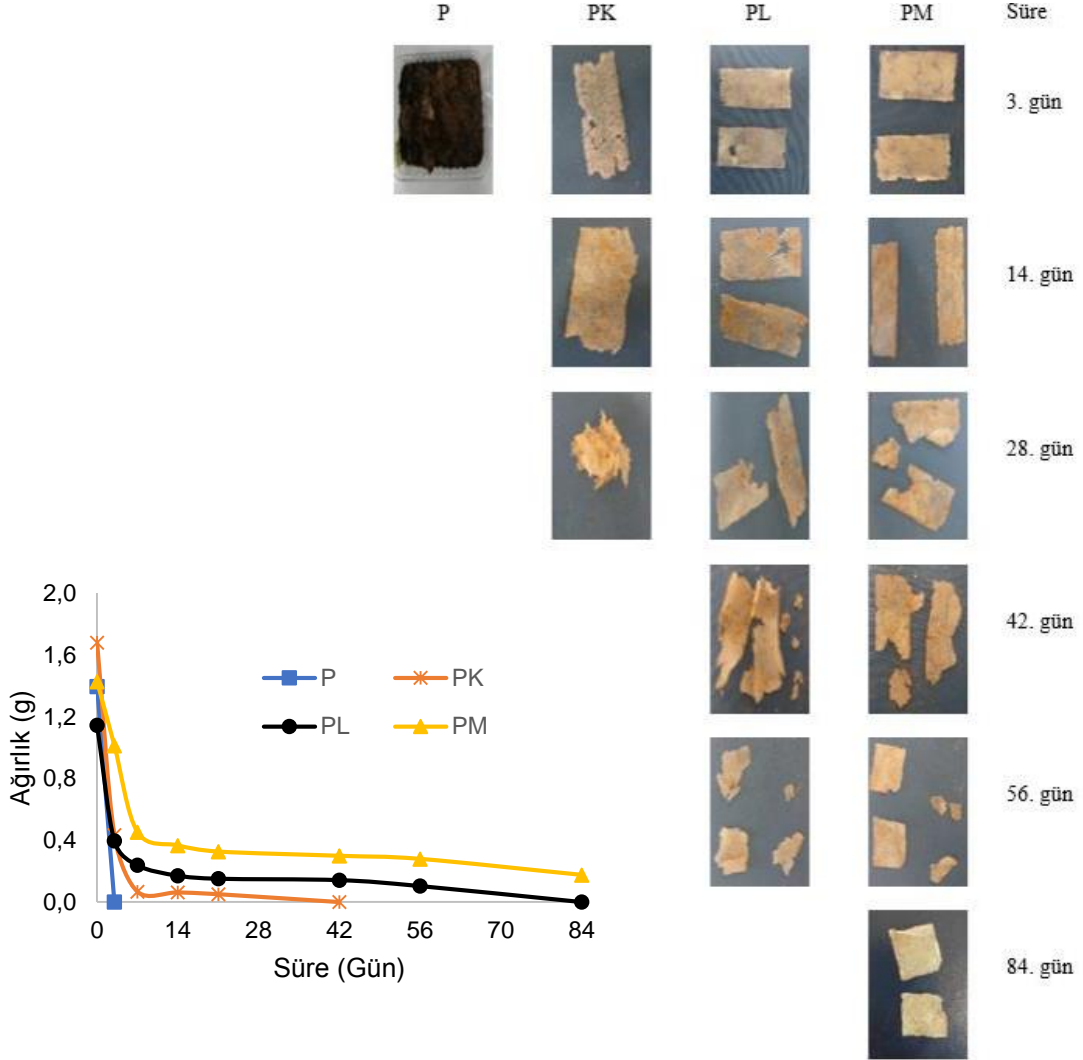 P PK PL PM Süre
3. gün
14. gün
28. gün
42. gün
56. gün
84. gün
2,0
1,6
1,2
0,8
0,4
0,0
Ağırlık (g)
P PK
PL PM
0 14 28 42 56 70 84
Süre (Gün)